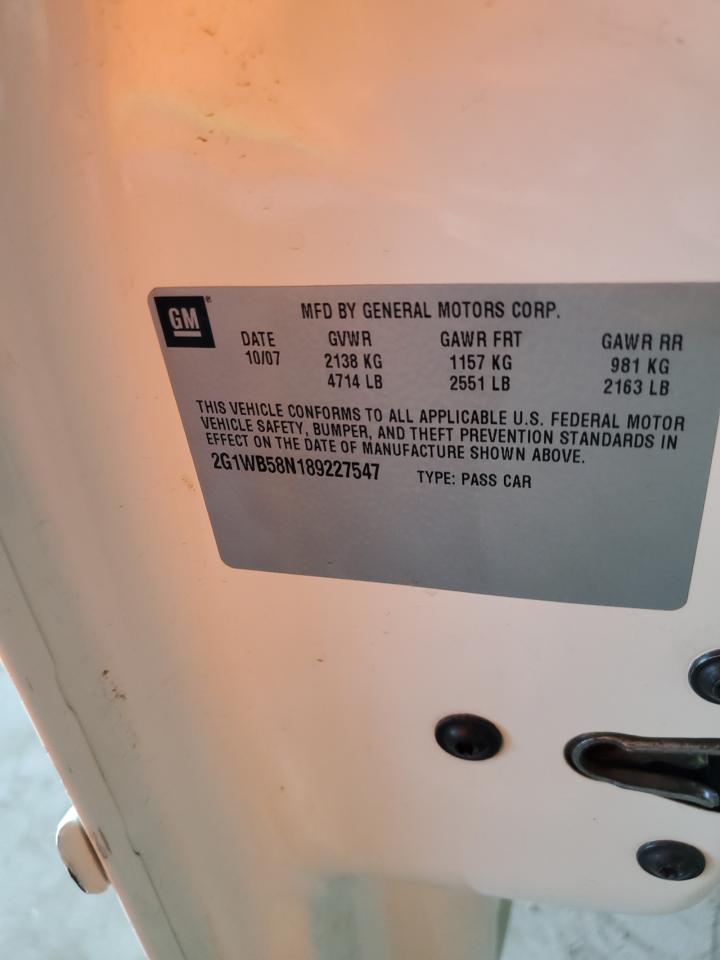 GM®
MFD BY GENERAL MOTORS CORP.
DATE GVWR GAWR FRT GAWR RR
10/07 2138 KG 1157 KG 981 KG
4714 LB 2551 LB 2163 LB
THIS VEHICLE CONFORMS TO ALL APPLICABLE U.S. FEDERAL MOTOR
VEHICLE SAFETY, BUMPER, AND THEFT PREVENTION STANDARDS IN
EFFECT ON THE DATE OF MANUFACTURE SHOWN ABOVE.
2G1WB58N189227547 TYPE: PASS CAR